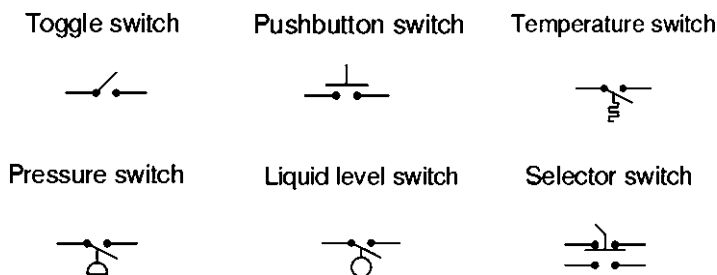 Toggle switch
Pushbutton switch
Temperature switch
Pressure switch
Liquid level switch
Selector switch